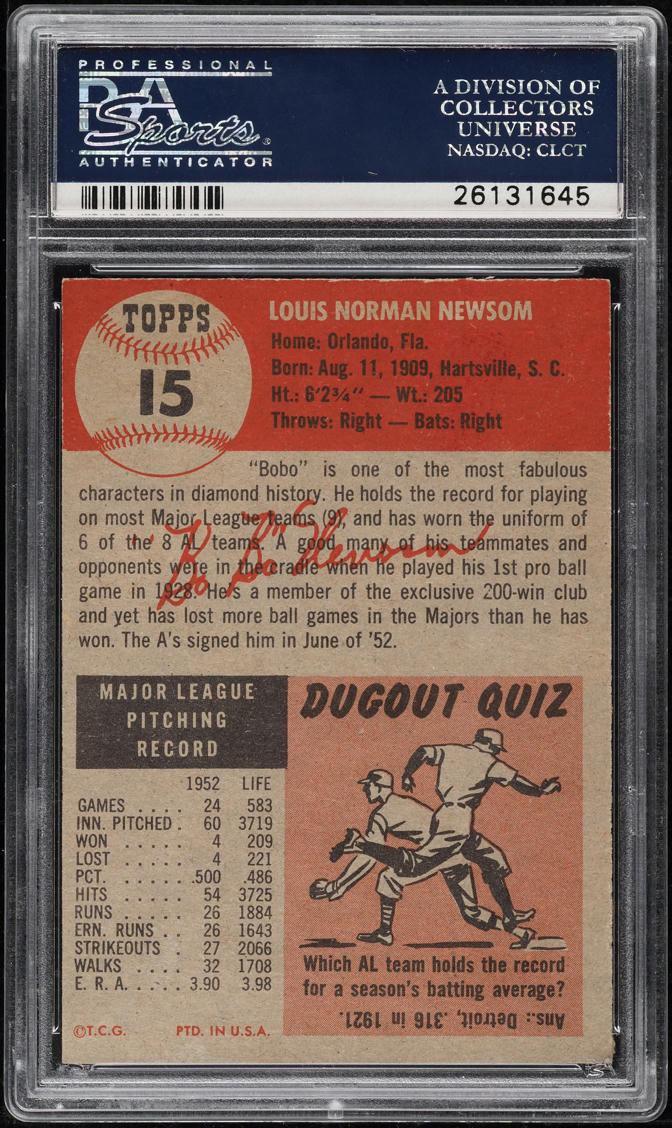 PROFESSIONAL
PSA
Sports
AUTHENTICATOR
A DIVISION OF
COLLECTORS
UNIVERSE
NASDAQ: CLCT
26131645
TOPPS
15
LOUIS NORMAN NEWSOM
Home: Orlando, Fla.
Born: Aug. 11, 1909, Hartsville, S. C.
Ht.: 6'2¾" — Wt.: 205
Throws: Right — Bats: Right
"Bobo" is one of the most fabulous
characters in diamond history. He holds the record for playing
on most Major League teams (9), and has worn the uniform of
6 of the 8 AL teams. A good many of his teammates and
opponents were in the cradle when he played his 1st pro ball
game in 1928. He's a member of the exclusive 200-win club
and yet has lost more ball games in the Majors than he has
won. The A's signed him in June of '52.
"Bo Bo" Newsom
MAJOR LEAGUE
PITCHING
RECORD
1952 LIFE
GAMES .... 24 583
INN. PITCHED . 60 3719
WON ..... 4 209
LOST ..... 4 221
PCT. ...... .500 .486
HITS ..... 54 3725
RUNS ..... 26 1884
ERN. RUNS .. 26 1643
STRIKEOUTS . 27 2066
WALKS .... 32 1708
E. R. A. ..... 3.90 3.98
©T.C.G. PTD. IN U.S.A.
DUGOUT QUIZ
Which AL team holds the record
for a season's batting average?
Ans.: Detroit, .316 in 1921.